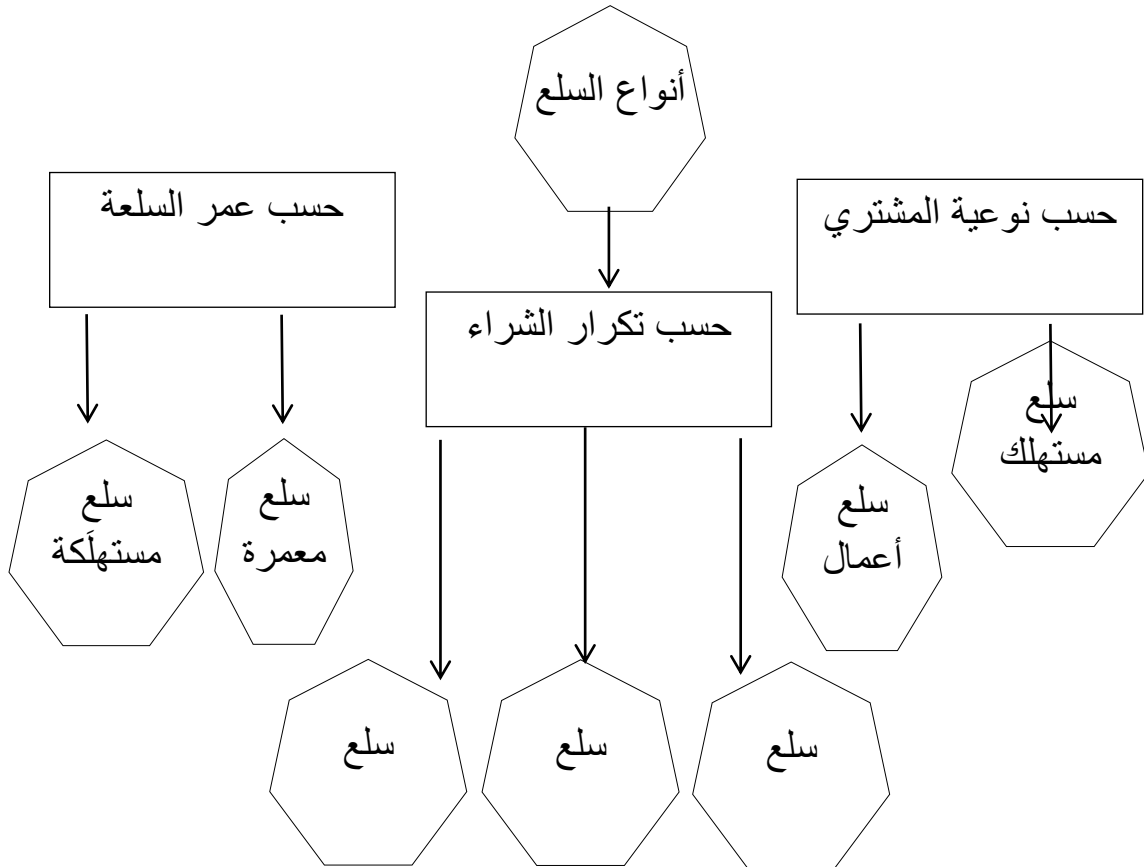 أنواع السلع
حسب نوعية المشتري
حسب عمر السلعة
حسب تكرار الشراء
سلع
مستهلك
سلع
أعمال
سلع
معمرة
سلع
مستهلَكة
سلع
سلع
سلع